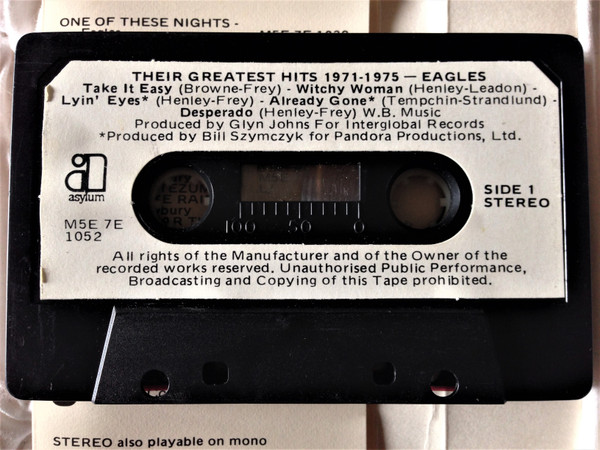 ONE OF THESE NIGHTS -
Eagles
THEIR GREATEST HITS 1971-1975 — EAGLES
Take It Easy (Browne-Frey) - Witchy Woman (Henley-Leadon) -
Lyin' Eyes* (Henley-Frey) - Already Gone* (Tempchin-Strandlund) -
Desperado (Henley-Frey) W.B. Music
Produced by Glyn Johns For Interglobal Records
*Produced by Bill Szymczyk for Pandora Productions, Ltd.
asylum
M5E 7E
1052
100 50 0
SIDE 1
STEREO
All rights of the Manufacturer and of the Owner of the
recorded works reserved. Unauthorised Public Performance,
Broadcasting and Copying of this Tape prohibited.
STEREO also playable on mono